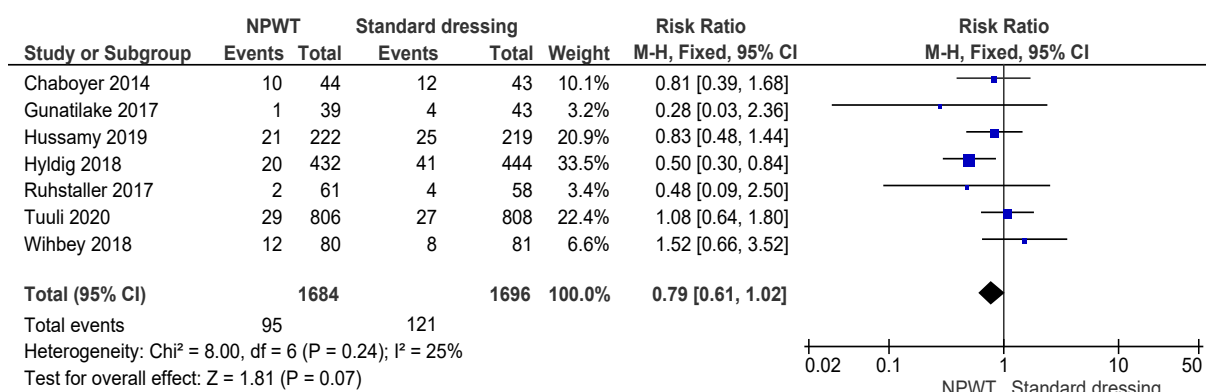 NPWT Standard dressing Risk Ratio Risk Ratio
Study or Subgroup Events Total Events Total Weight M-H, Fixed, 95% CI M-H, Fixed, 95% CI
Chaboyer 2014 10 44 12 43 10.1% 0.81 [0.39, 1.68]
Gunatilake 2017 1 39 4 43 3.2% 0.28 [0.03, 2.36]
Hussamy 2019 21 222 25 219 20.9% 0.83 [0.48, 1.44]
Hyldig 2018 20 432 41 444 33.5% 0.50 [0.30, 0.84]
Ruhstaller 2017 2 61 4 58 3.4% 0.48 [0.09, 2.50]
Tuuli 2020 29 806 27 808 22.4% 1.08 [0.64, 1.80]
Wihbey 2018 12 80 8 81 6.6% 1.52 [0.66, 3.52]
Total (95% CI) 1684 1696 100.0% 0.79 [0.61, 1.02]
Total events 95 121
Heterogeneity: Chi² = 8.00, df = 6 (P = 0.24); I² = 25%
Test for overall effect: Z = 1.81 (P = 0.07)
0.02 0.1 1 10 50
NPWT Standard dressing